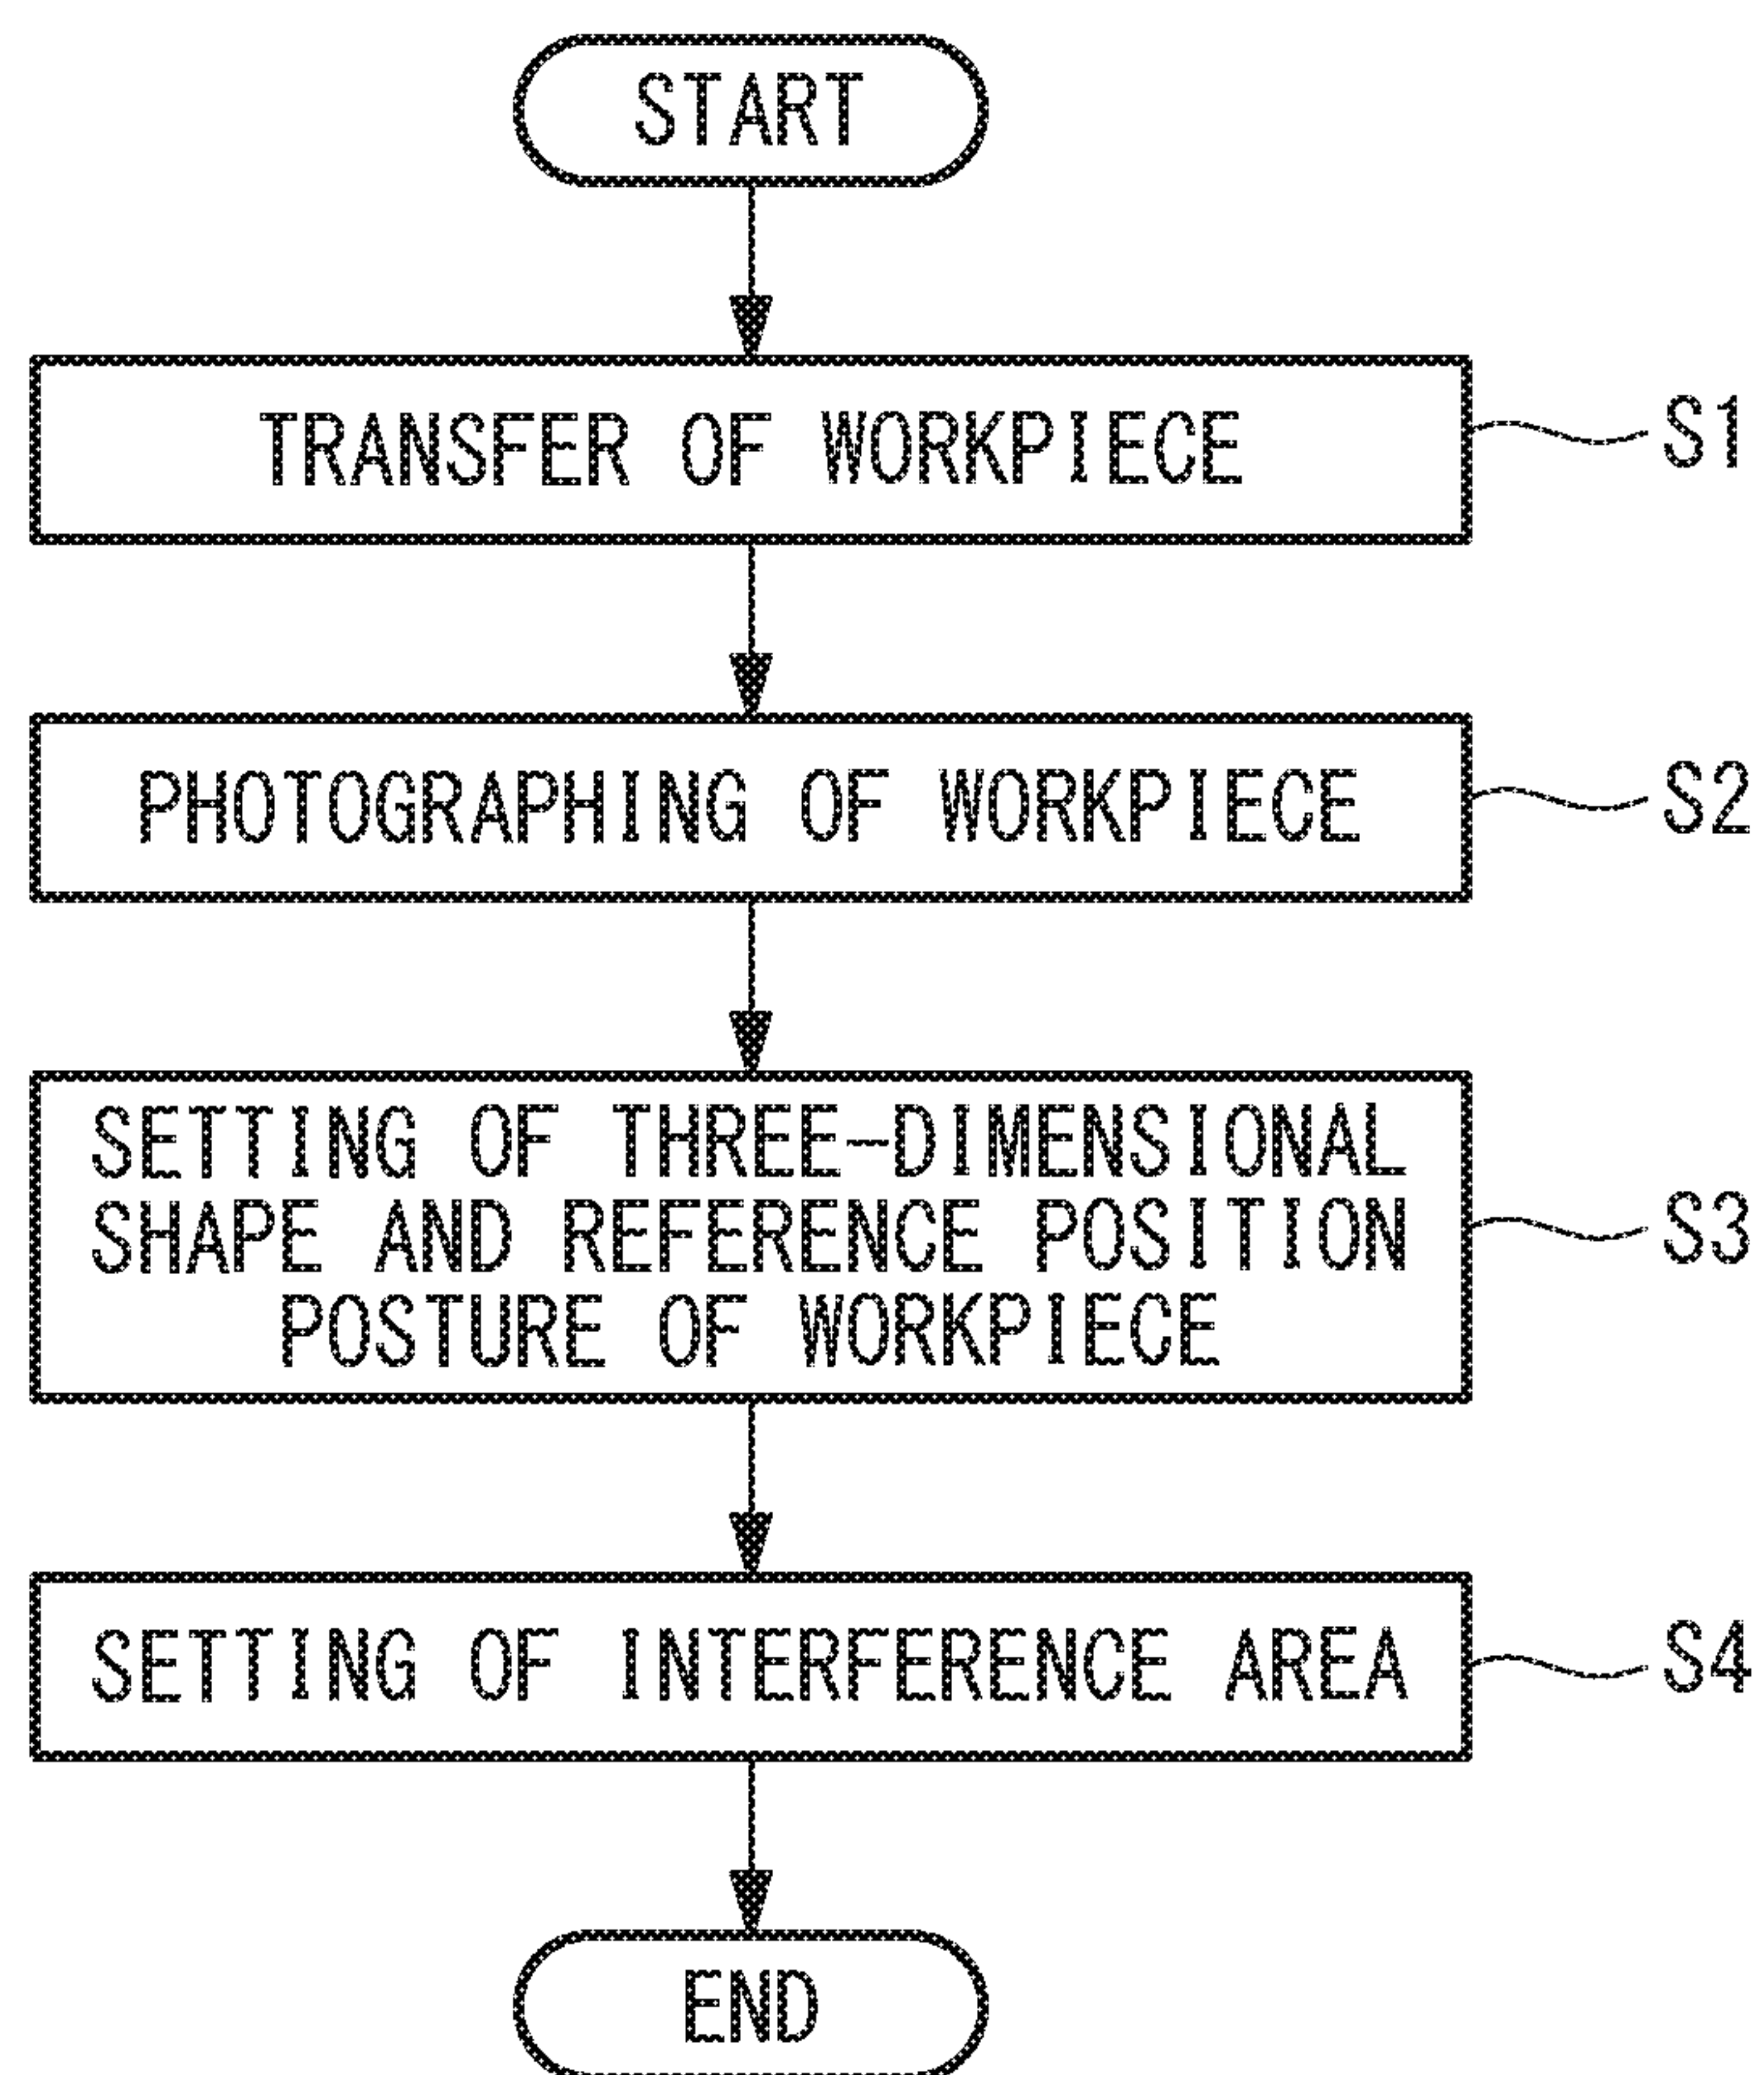 START
TRANSFER OF WORKPIECE
S1
PHOTOGRAPHING OF WORKPIECE
S2
SETTING OF THREE-DIMENSIONAL
SHAPE AND REFERENCE POSITION
POSTURE OF WORKPIECE
S3
SETTING OF INTERFERENCE AREA
S4
END